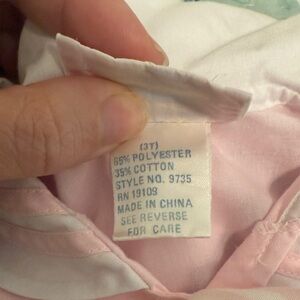 (3T)
65% POLYESTER
35% COTTON
STYLE NO. 9735
RN 19109
MADE IN CHINA
SEE REVERSE
FOR CARE